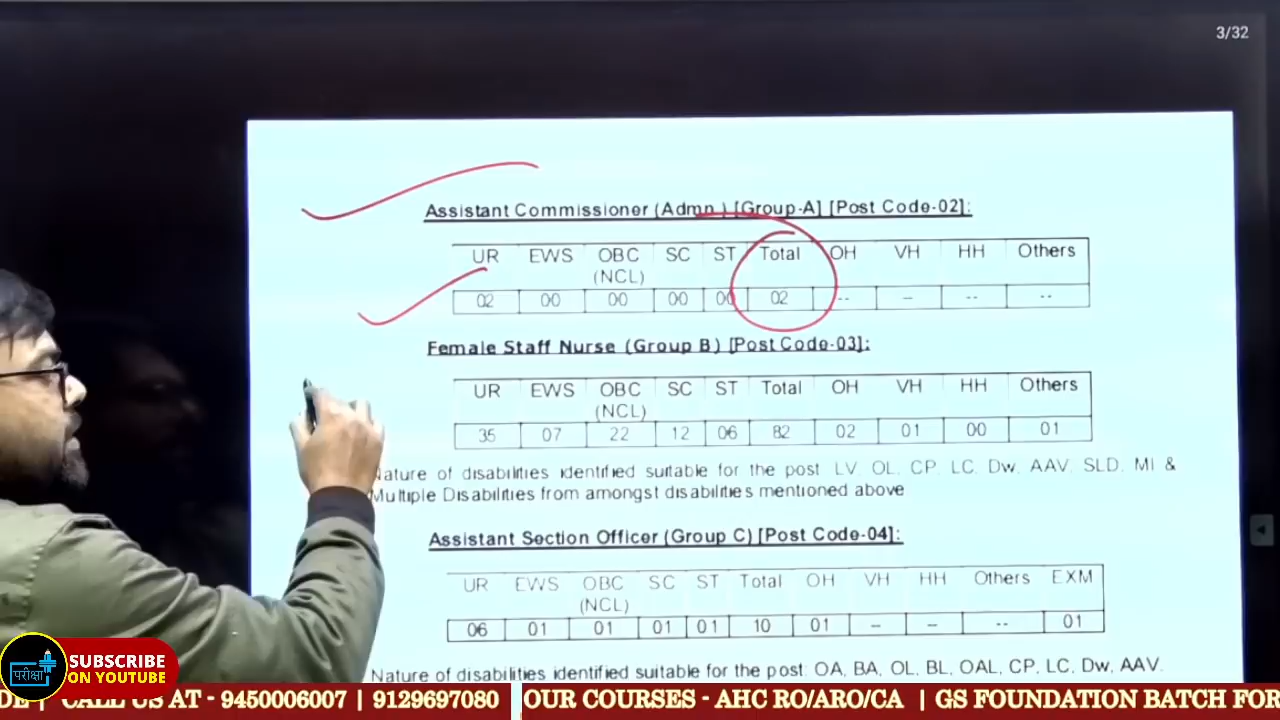 3/32
Assistant Commissioner (Admn.) [Group-A] [Post Code-02]:
UR EWS OBC (NCL) SC ST Total OH VH HH Others
02 00 00 00 00 02 -- -- -- --
Female Staff Nurse (Group B) [Post Code-03]:
UR EWS OBC (NCL) SC ST Total OH VH HH Others
35 07 22 12 06 82 02 01 00 01
Nature of disabilities identified suitable for the post LV, OL, CP, LC, Dw, AAV, SLD, MI &
Multiple Disabilities from amongst disabilities mentioned above
Assistant Section Officer (Group C) [Post Code-04]:
UR EWS OBC (NCL) SC ST Total OH VH HH Others EXM
06 01 01 01 01 10 01 -- -- -- 01
Nature of disabilities identified suitable for the post: OA, BA, OL, BL, OAL, CP, LC, Dw, AAV,
परीक्षा
SUBSCRIBE
ON YOUTUBE
DE | CALL US AT - 9450006007 | 9129697080 | OUR COURSES - AHC RO/ARO/CA | GS FOUNDATION BATCH FOR